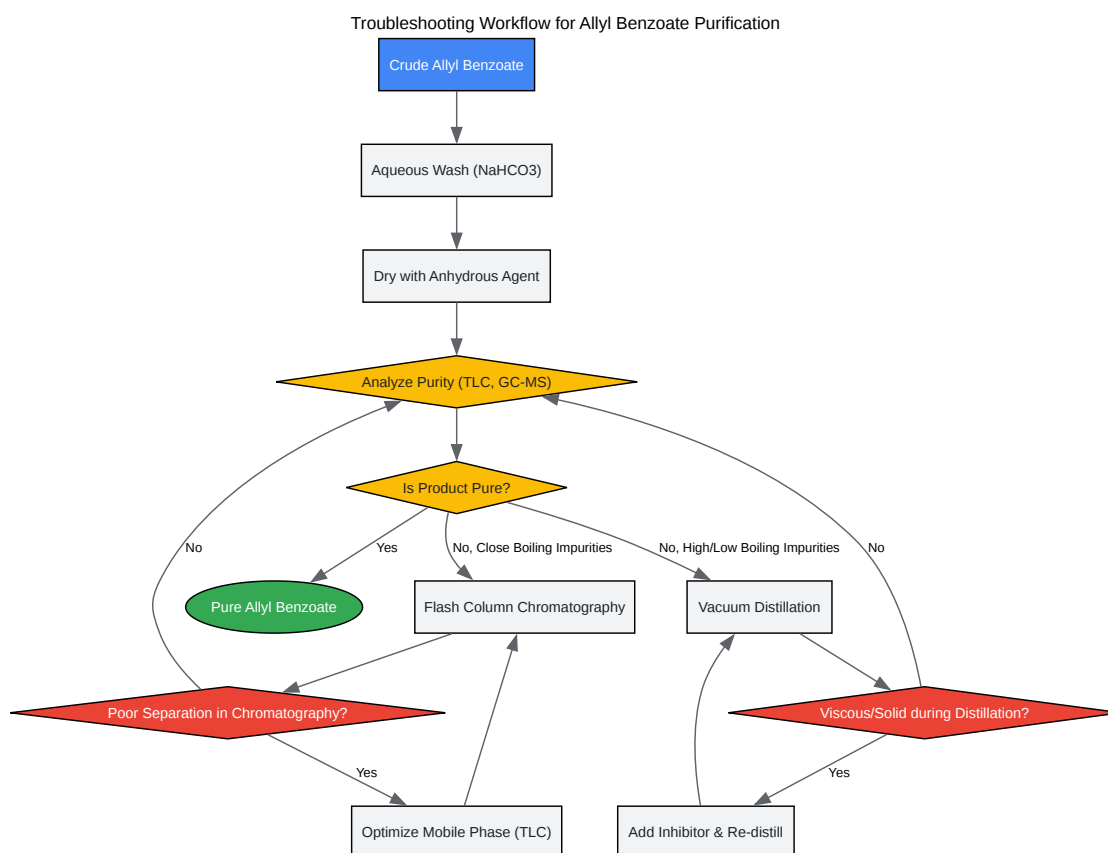 Troubleshooting Workflow for Allyl Benzoate Purification
Crude Allyl Benzoate
Aqueous Wash (NaHCO3)
Dry with Anhydrous Agent
Analyze Purity (TLC, GC-MS)
Is Product Pure?
No
Yes
No, Close Boiling Impurities
No, High/Low Boiling Impurities
No
Pure Allyl Benzoate
Flash Column Chromatography
Vacuum Distillation
Poor Separation in Chromatography?
Viscous/Solid during Distillation?
Yes
Yes
Optimize Mobile Phase (TLC)
Add Inhibitor & Re-distill